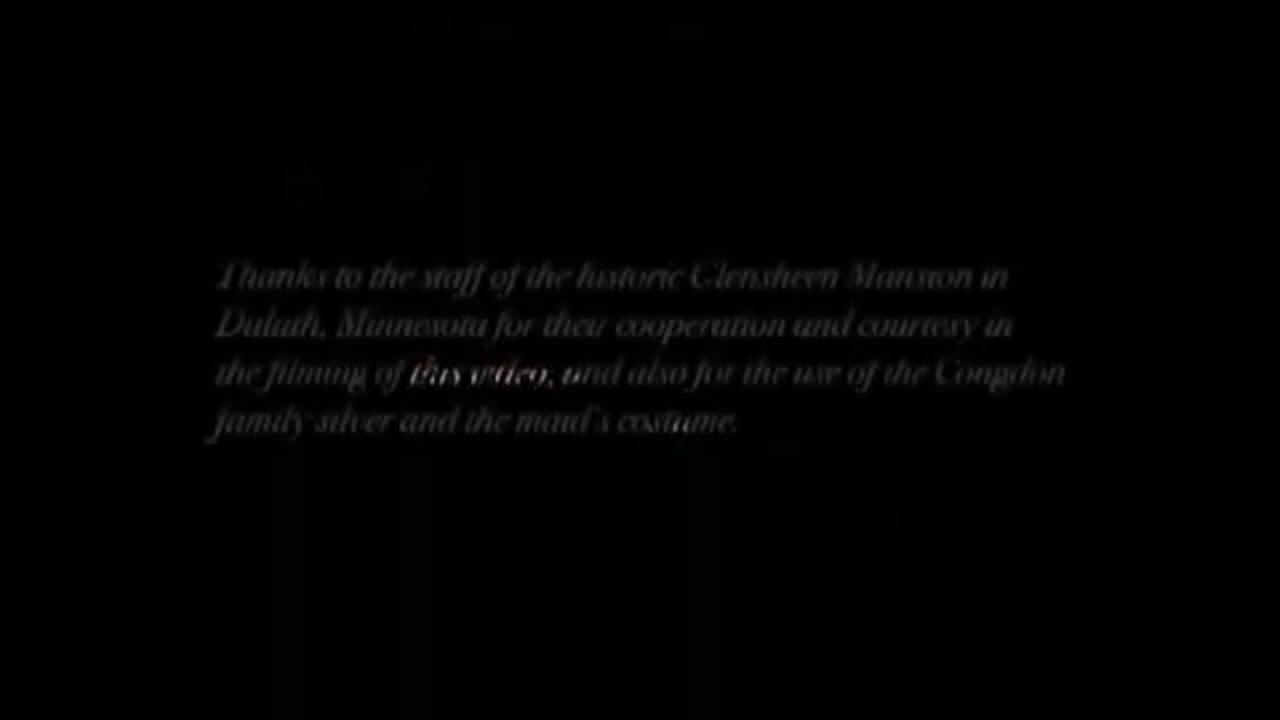 Thanks to the staff of the historic Glensheen Mansion in
Duluth, Minnesota for their cooperation and courtesy in
the filming of this video, and also for the use of the Congdon
family silver and the maid's costume.